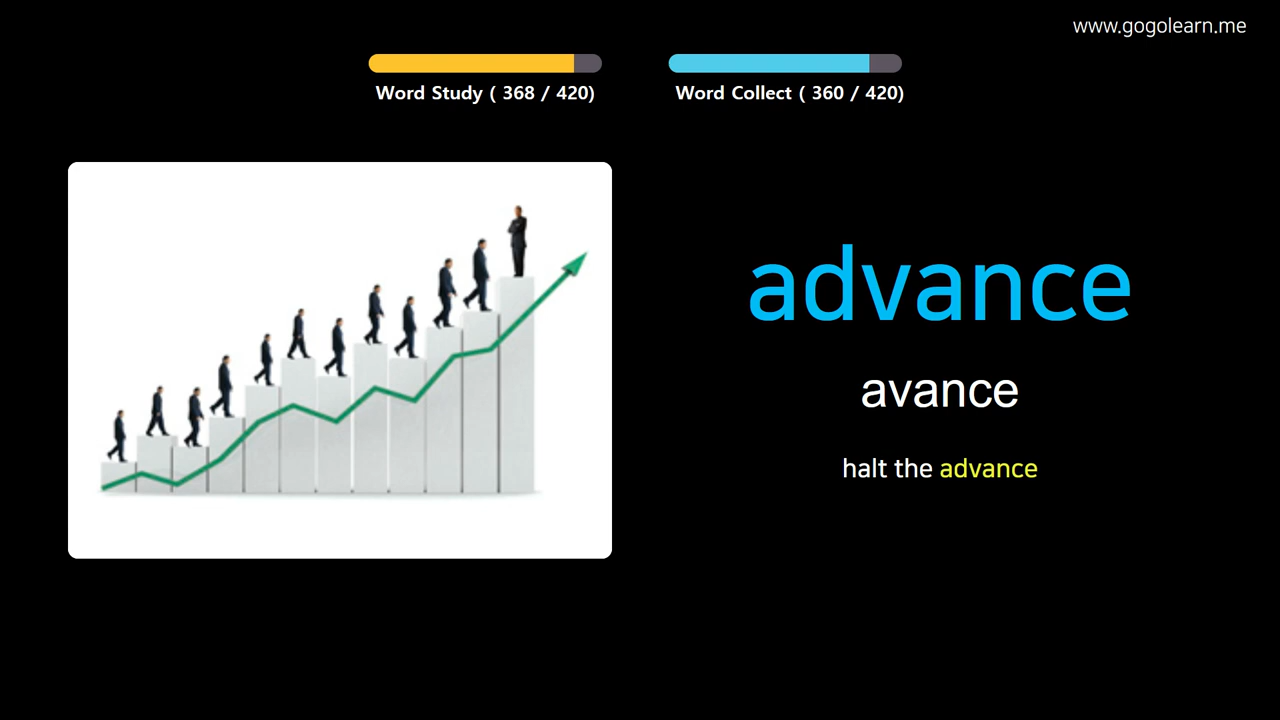 www.gogolearn.me
Word Study ( 368 / 420)
Word Collect ( 360 / 420)
advance
avance
halt the advance